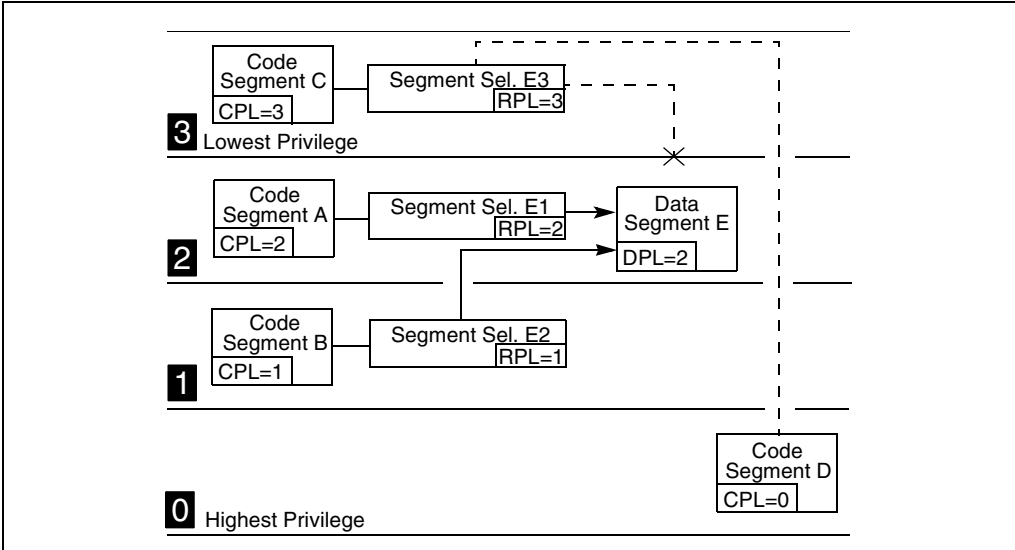 Code
Segment C
CPL=3
Segment Sel. E3
RPL=3
3
Lowest Privilege
Code
Segment A
CPL=2
Segment Sel. E1
RPL=2
Data
Segment E
DPL=2
2
Code
Segment B
CPL=1
Segment Sel. E2
RPL=1
1
Code
Segment D
CPL=0
0
Highest Privilege